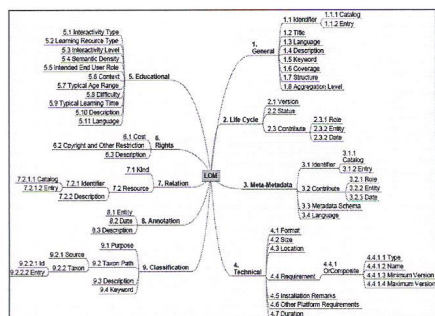 LOM
1. General
1.1 Identifier
1.1.1 Catalog
1.1.2 Entry
1.2 Title
1.3 Language
1.4 Description
1.5 Keyword
1.6 Coverage
1.7 Structure
1.8 Aggregation Level
2. Life Cycle
2.1 Version
2.2 Status
2.3 Contribute
2.3.1 Role
2.3.2 Entity
2.3.2 Date
3. Meta-Metadata
3.1 Identifier
3.1.1
Catalog
3.1.2 Entry
3.2 Contribute
3.2.1 Role
3.2.2 Entity
3.2.3 Date
3.3 Metadata Schema
3.4 Language
4.
Technical
4.1 Format
4.2 Size
4.3 Location
4.4 Requirement
4.4.1
OrComposite
4.4.1.1 Type
4.4.1.2 Name
4.4.1.3 Minimum Version
4.4.1.4 Maximum Version
4.5 Installation Remarks
4.6 Other Platform Requirements
4.7 Duration
5. Educational
5.1 Interactivity Type
5.2 Learning Resource Type
5.3 Interactivity Level
5.4 Semantic Density
5.5 Intended End User Role
5.6 Context
5.7 Typical Age Range
5.8 Difficulty
5.9 Typical Learning Time
5.10 Description
5.11 Language
6.
Rights
6.1 Cost
6.2 Copyright and Other Restriction
6.3 Description
7. Relation
7.1 Kind
7.2 Resource
7.2.1 Identifier
7.2.1.1 Catalog
7.2.1.2 Entry
7.2.2 Description
8. Annotation
8.1 Entity
8.2 Date
8.3 Description
9. Classification
9.1 Purpose
9.2 Taxon Path
9.2.1 Source
9.2.2 Taxon
9.2.2.1 Id
9.2.2.2 Entry
9.3 Description
9.4 Keyword